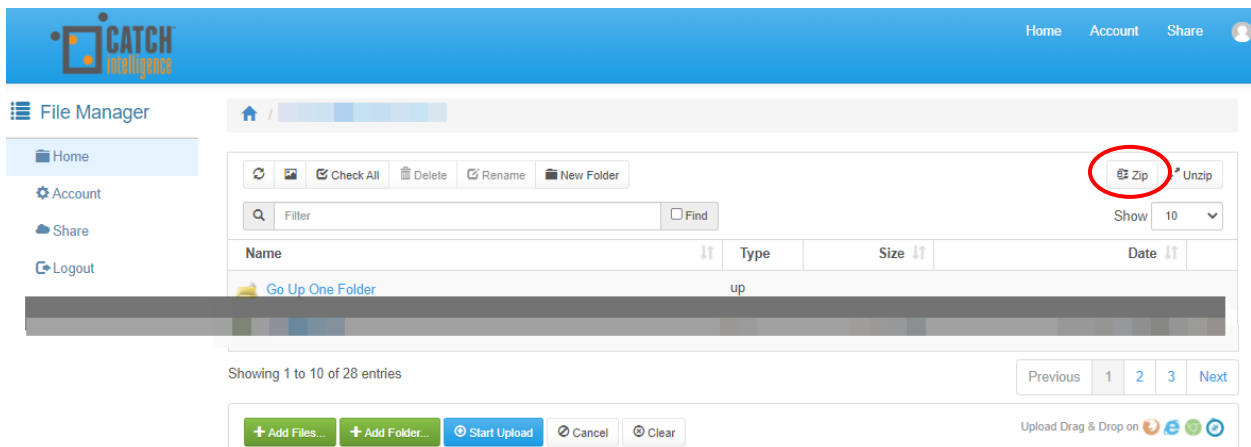 CATCH
intelligence
Home Account Share
File Manager
/
Home
Account
Share
Logout
Check All Delete Rename New Folder Zip Unzip
Filter Find Show 10
Name Type Size Date
Go Up One Folder up
Showing 1 to 10 of 28 entries Previous 1 2 3 Next
+ Add Files... + Add Folder... Start Upload Cancel Clear Upload Drag & Drop on